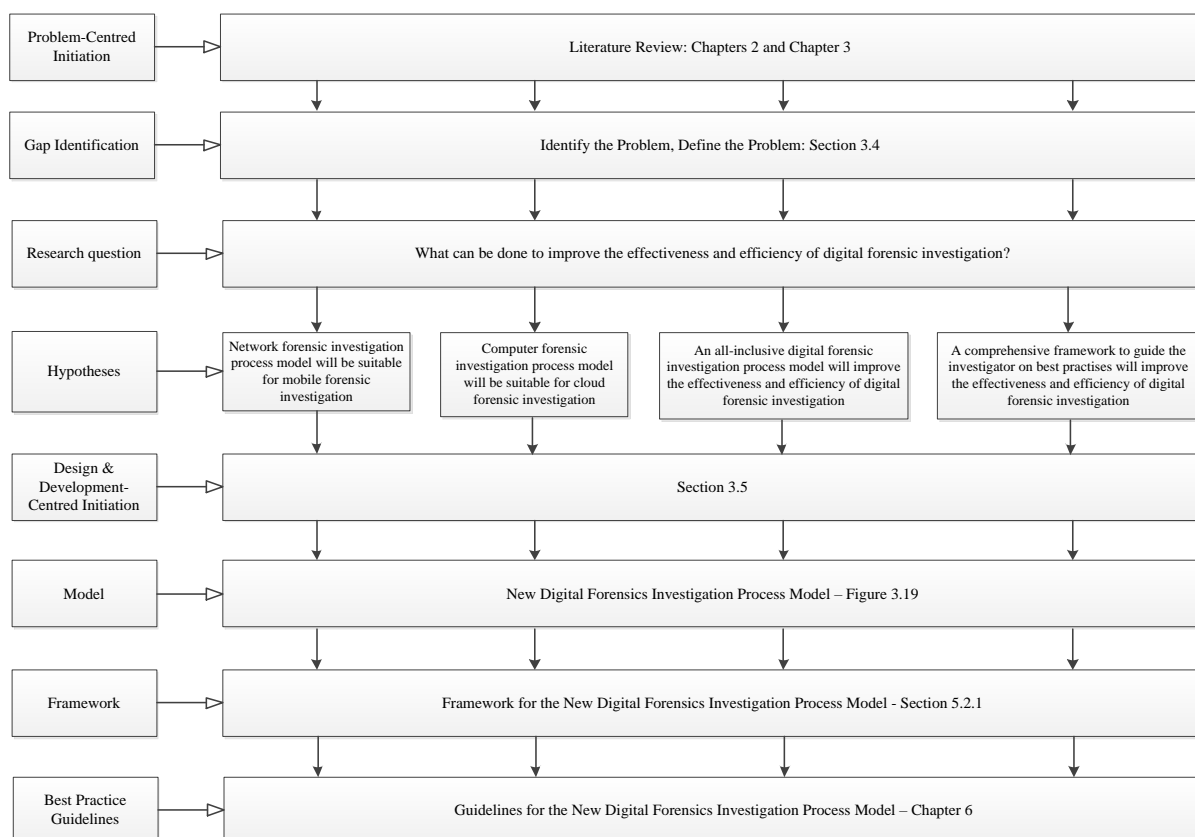 Problem-Centred
Initiation
Literature Review: Chapters 2 and Chapter 3
Gap Identification
Identify the Problem, Define the Problem: Section 3.4
Research question
What can be done to improve the effectiveness and efficiency of digital forensic investigation?
Hypotheses
Network forensic investigation
process model will be suitable
for mobile forensic
investigation
Computer forensic
investigation process model
will be suitable for cloud
forensic investigation
An all-inclusive digital forensic
investigation process model will improve
the effectiveness and efficiency of digital
forensic investigation
A comprehensive framework to guide the
investigator on best practises will improve
the effectiveness and efficiency of digital
forensic investigation
Design &
Development-
Centred Initiation
Section 3.5
Model
New Digital Forensics Investigation Process Model – Figure 3.19
Framework
Framework for the New Digital Forensics Investigation Process Model - Section 5.2.1
Best Practice
Guidelines
Guidelines for the New Digital Forensics Investigation Process Model – Chapter 6